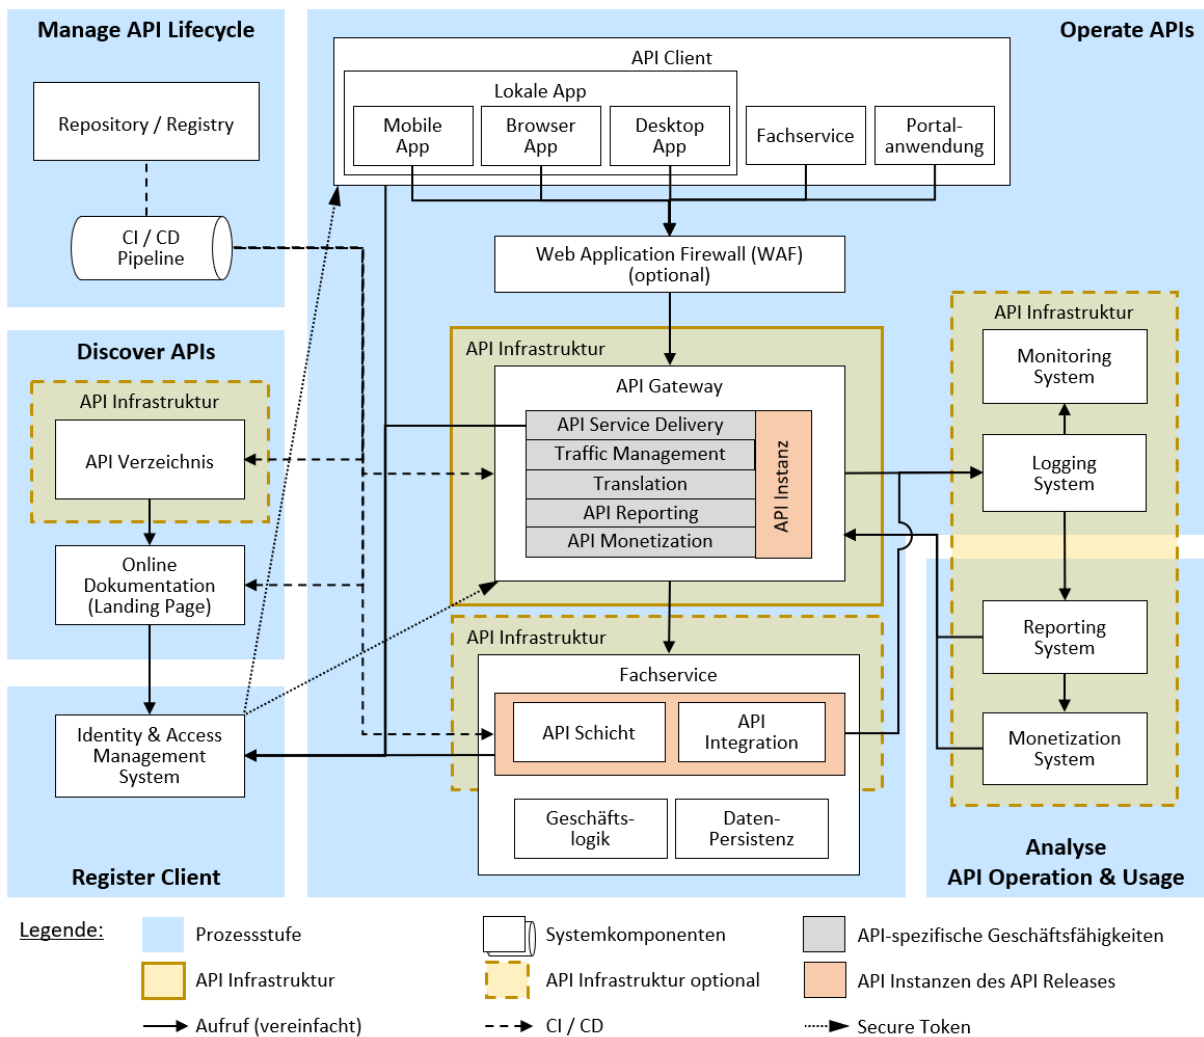 Manage API Lifecycle
Repository / Registry
CI / CD
Pipeline
Discover APIs
API Infrastruktur
API Verzeichnis
Online
Dokumentation
(Landing Page)
Identity & Access
Management
System
Register Client
Operate APIs
API Client
Lokale App
Mobile
App
Browser
App
Desktop
App
Fachservice
Portal-
anwendung
Web Application Firewall (WAF)
(optional)
API Infrastruktur
API Gateway
API Service Delivery
Traffic Management
Translation
API Reporting
API Monetization
API Instanz
API Infrastruktur
Fachservice
API Schicht
API
Integration
Geschäfts-
logik
Daten-
Persistenz
API Infrastruktur
Monitoring
System
Logging
System
Reporting
System
Monetization
System
Analyse
API Operation & Usage
Legende:
Prozessstufe
Systemkomponenten
API-spezifische Geschäftsfähigkeiten
API Infrastruktur
API Infrastruktur optional
API Instanzen des API Releases
Aufruf (vereinfacht)
CI / CD
Secure Token